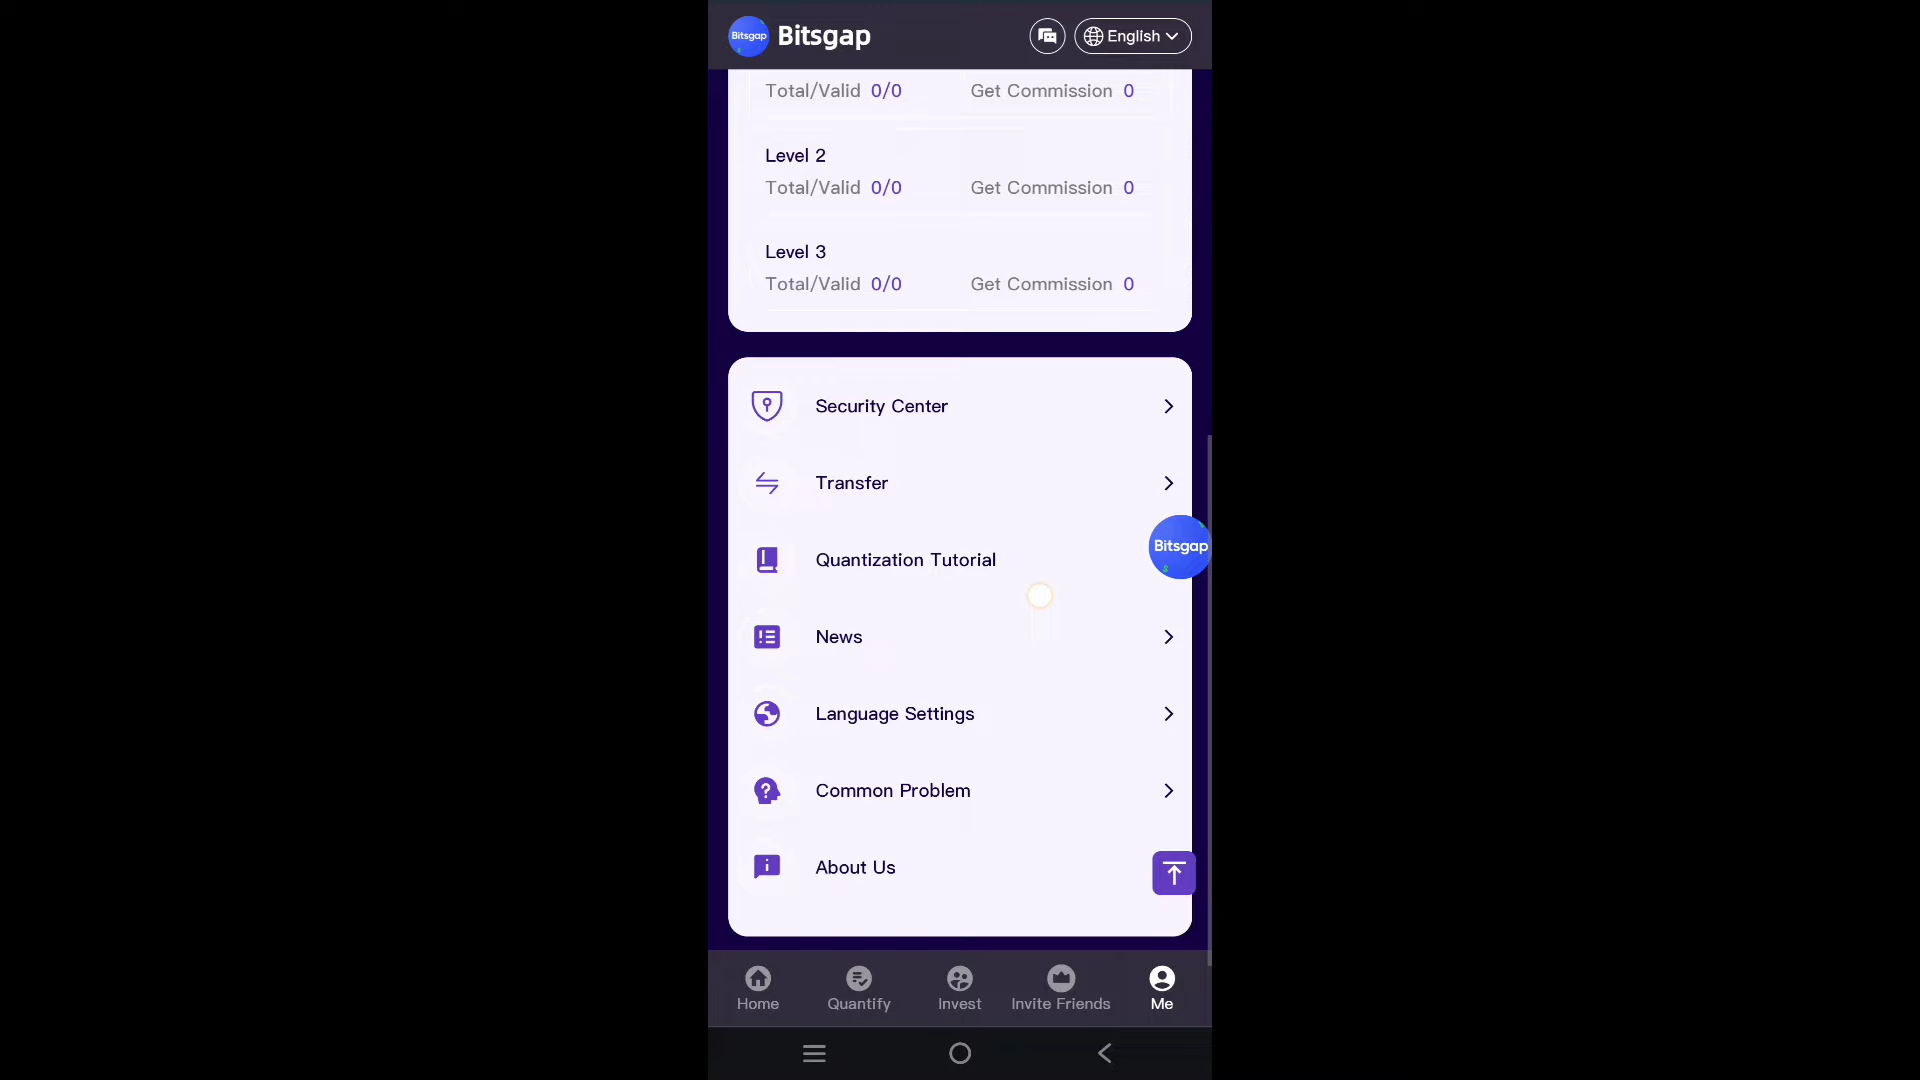 Bitsgap Bitsgap English
Total/Valid 0/0 Get Commission 0
Level 2
Total/Valid 0/0 Get Commission 0
Level 3
Total/Valid 0/0 Get Commission 0
Security Center
Transfer
Bitsgap
Quantization Tutorial
News
Language Settings
Common Problem
About Us
Home Quantify Invest Invite Friends Me